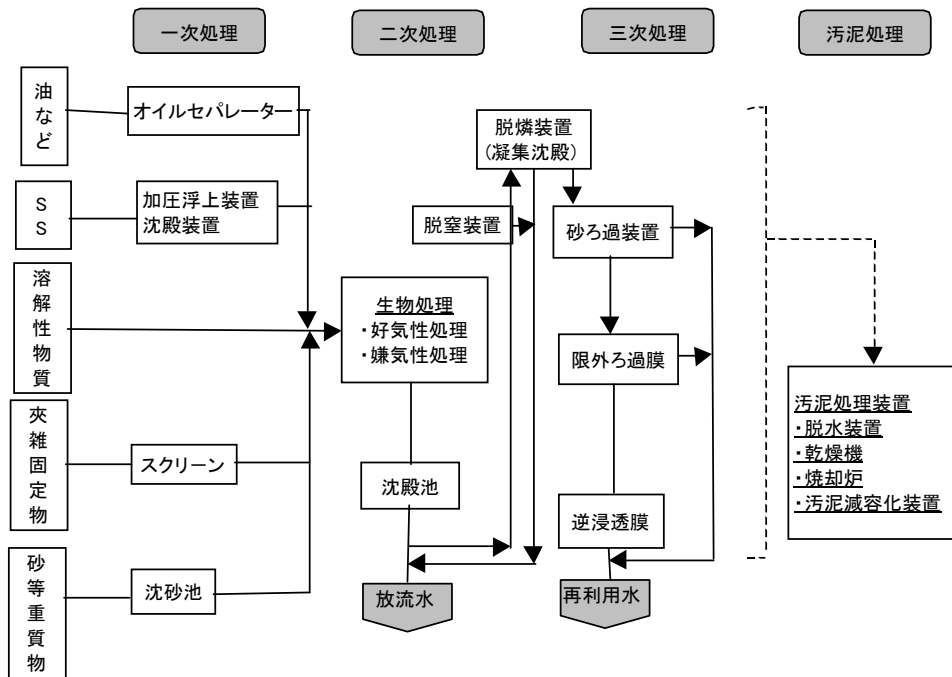 一次処理
二次処理
三次処理
汚泥処理
油など
オイルセパレーター
脱燐装置
(凝集沈殿)
SS
加圧浮上装置
沈殿装置
脱窒装置
砂ろ過装置
溶解性物質
生物処理
・好気性処理
・嫌気性処理
限外ろ過膜
汚泥処理装置
・脱水装置
・乾燥機
・焼却炉
・汚泥減容化装置
夾雑固定物
スクリーン
沈殿池
逆浸透膜
砂等重質物
沈砂池
放流水
再利用水